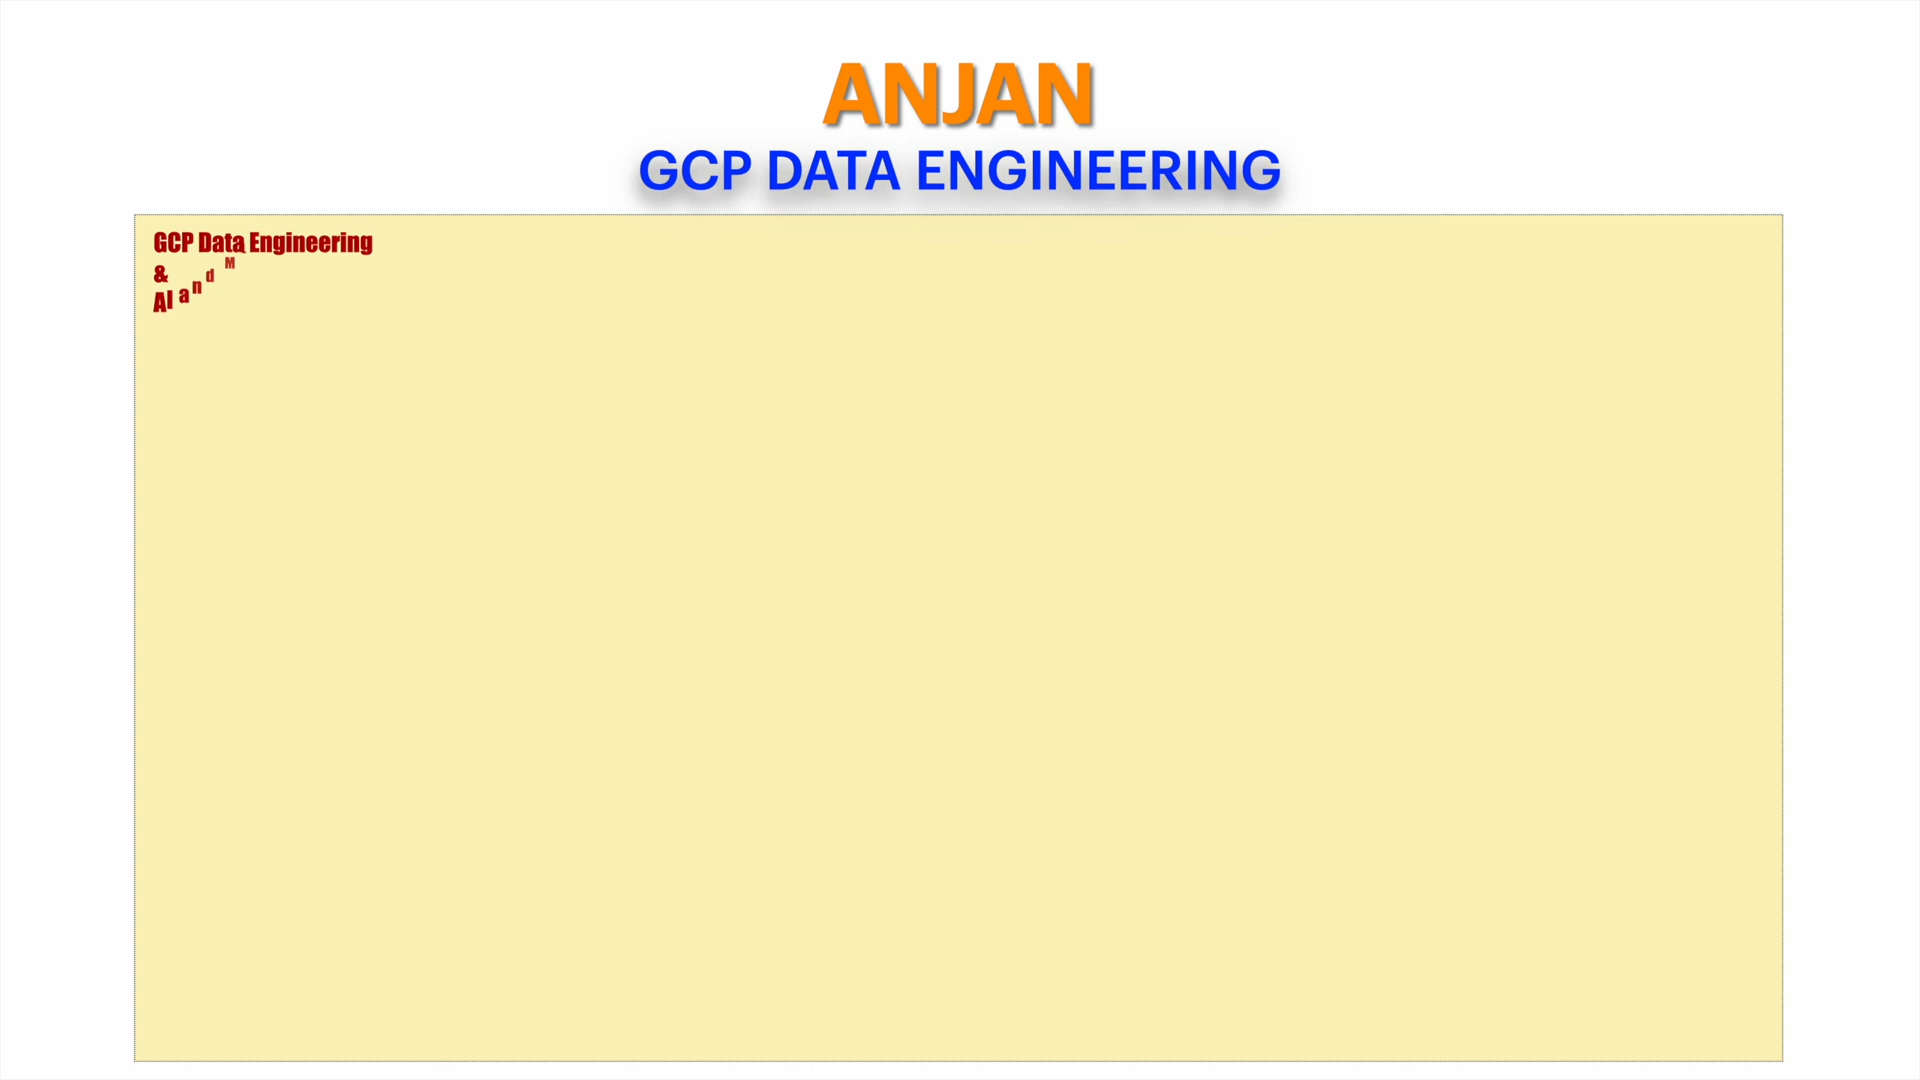 ANJAN
GCP DATA ENGINEERING
GCP Data Engineering
&
AI and M